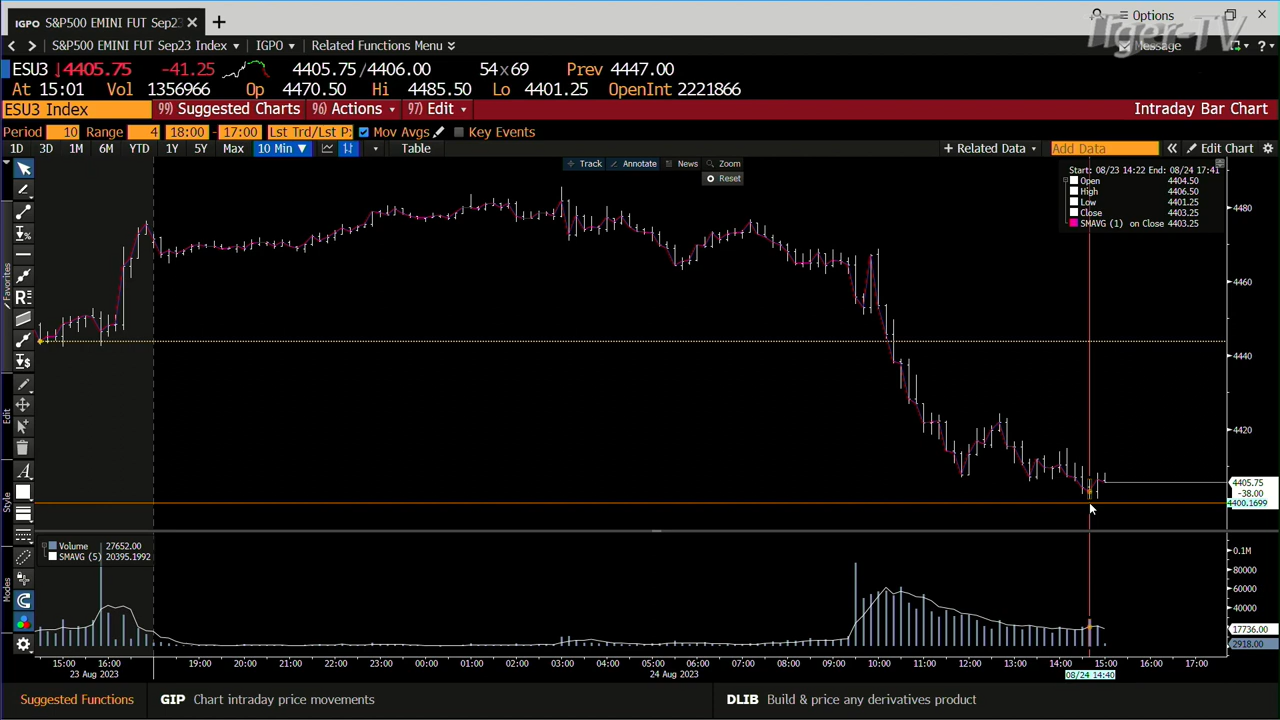 IGPO S&P500 EMINI FUT Sep23
Options
Tiger-TV
S&P500 EMINI FUT Sep23 Index IGPO Related Functions Menu
Message
ESU3 ↓4405.75 -41.25 4405.75/4406.00 54x69 Prev 4447.00
At 15:01 Vol 1356966 Op 4470.50 Hi 4485.50 Lo 4401.25 OpenInt 2221866
ESU3 Index 99) Suggested Charts 96) Actions 97) Edit Intraday Bar Chart
Period 10 Range 4 18:00 - 17:00 Lst Trd/Lst P; Mov Avgs Key Events
1D 3D 1M 6M YTD 1Y 5Y Max 10 Min ▼ Table + Related Data Add Data « Edit Chart
Track Annotate News Zoom
Reset
Start: 08/23 14:22 End: 08/24 17:41
Open 4404.50
High 4406.50
Low 4401.25
Close 4403.25
SMAVG (1) on Close 4403.25
4480
4460
4440
4420
4405.75
-38.00
4400.1699
Favorites
Edit
Style
Modes
Volume 27652.00
SMAVG (5) 20395.1992
0.1M
80000
60000
40000
17736.00
2918.00
15:00 16:00 19:00 20:00 21:00 22:00 23:00 00:00 01:00 02:00 03:00 04:00 05:00 06:00 07:00 08:00 09:00 10:00 11:00 12:00 13:00 14:00 15:00 16:00 17:00
23 Aug 2023 24 Aug 2023 08/24 14:40
Suggested Functions GIP Chart intraday price movements DLIB Build & price any derivatives product